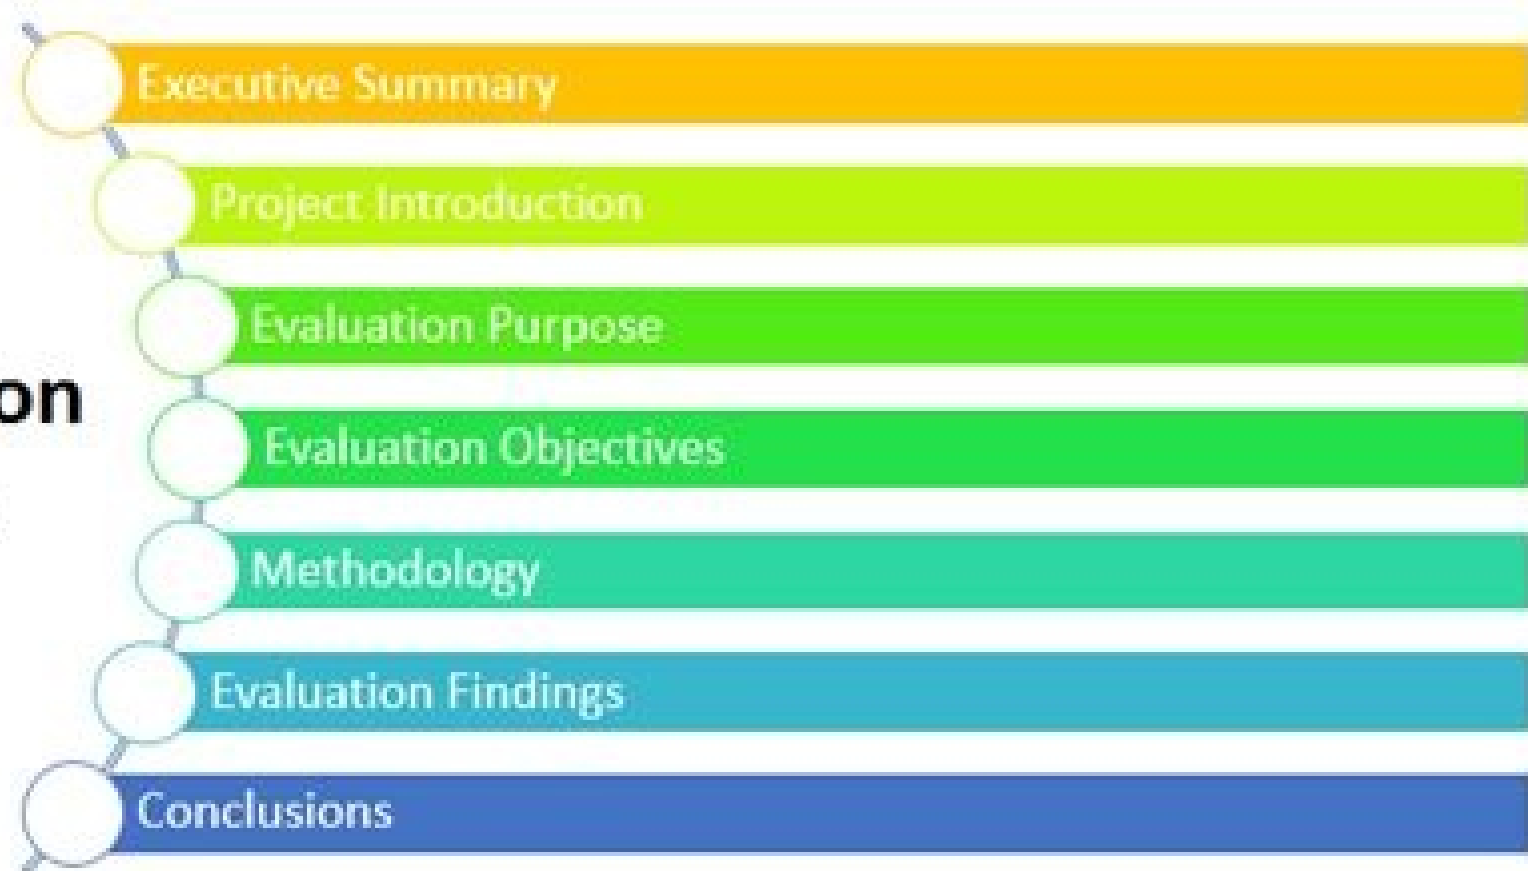 Executive Summary
Project Introduction
Evaluation Purpose
on
Evaluation Objectives
Methodology
Evaluation Findings
Conclusions